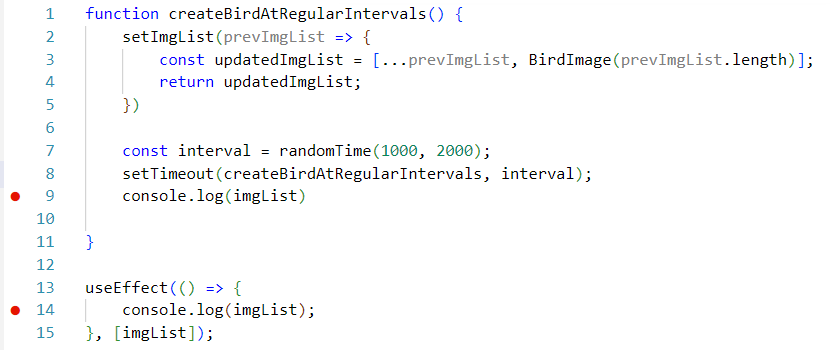 1 function createBirdAtRegularIntervals() {
2     setImgList(prevImgList => {
3         const updatedImgList = [...prevImgList, BirdImage(prevImgList.length)];
4         return updatedImgList;
5     })
6
7     const interval = randomTime(1000, 2000);
8     setTimeout(createBirdAtRegularIntervals, interval);
9     console.log(imgList)
10
11 }
12
13 useEffect(() => {
14     console.log(imgList);
15 }, [imgList]);